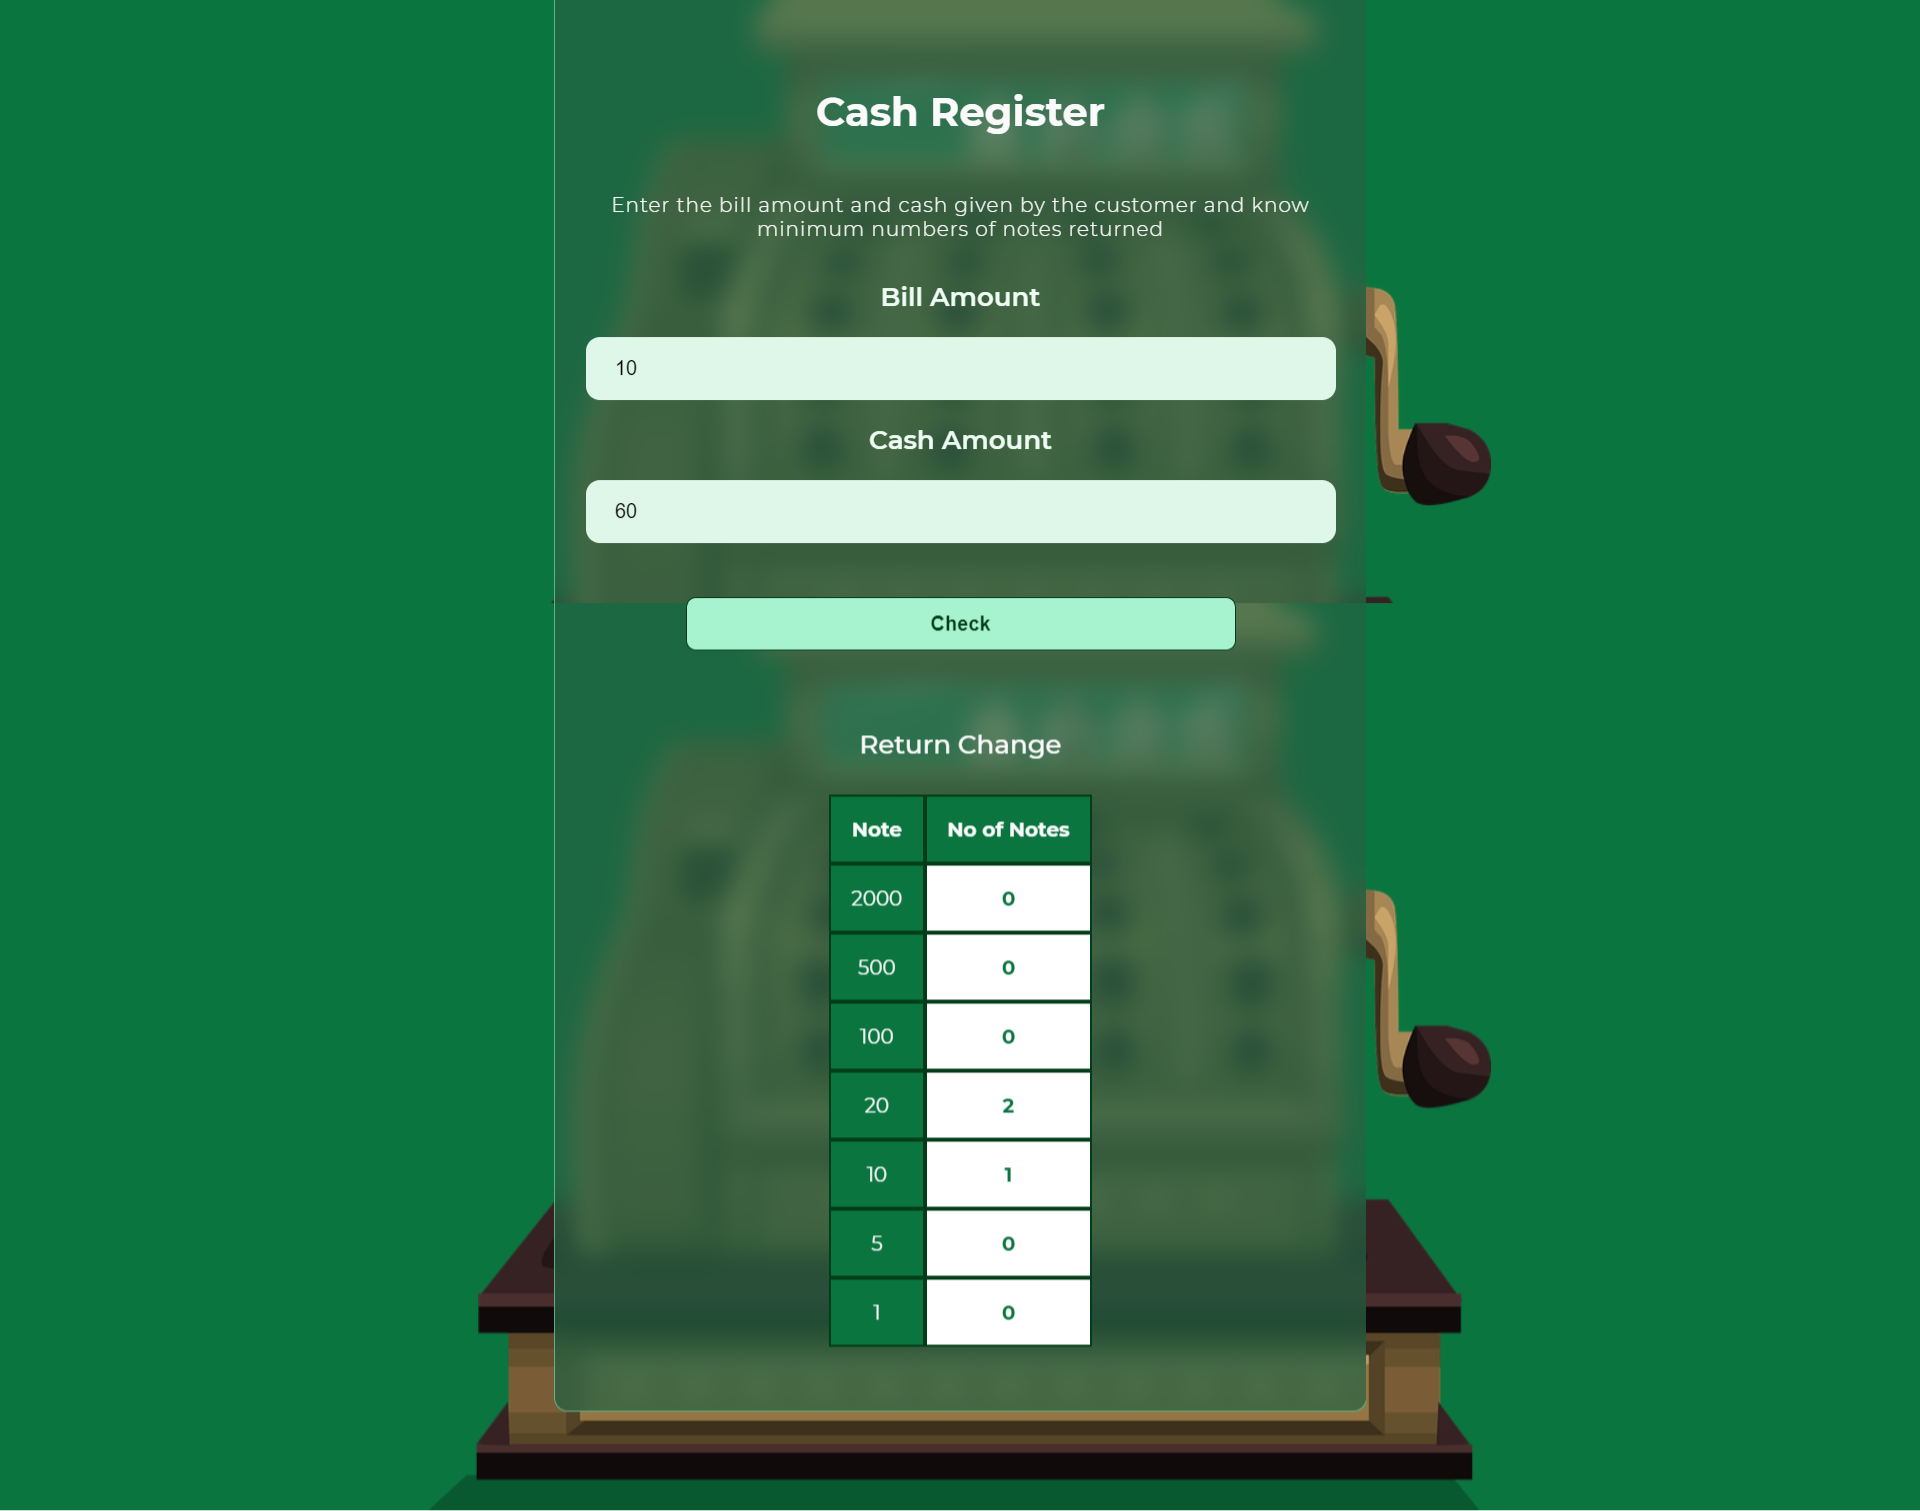 Cash Register
Enter the bill amount and cash given by the customer and know
minimum numbers of notes returned
Bill Amount
10
Cash Amount
60
Check
Return Change
Note No of Notes
2000 0
500 0
100 0
20 2
10 1
5 0
1 0